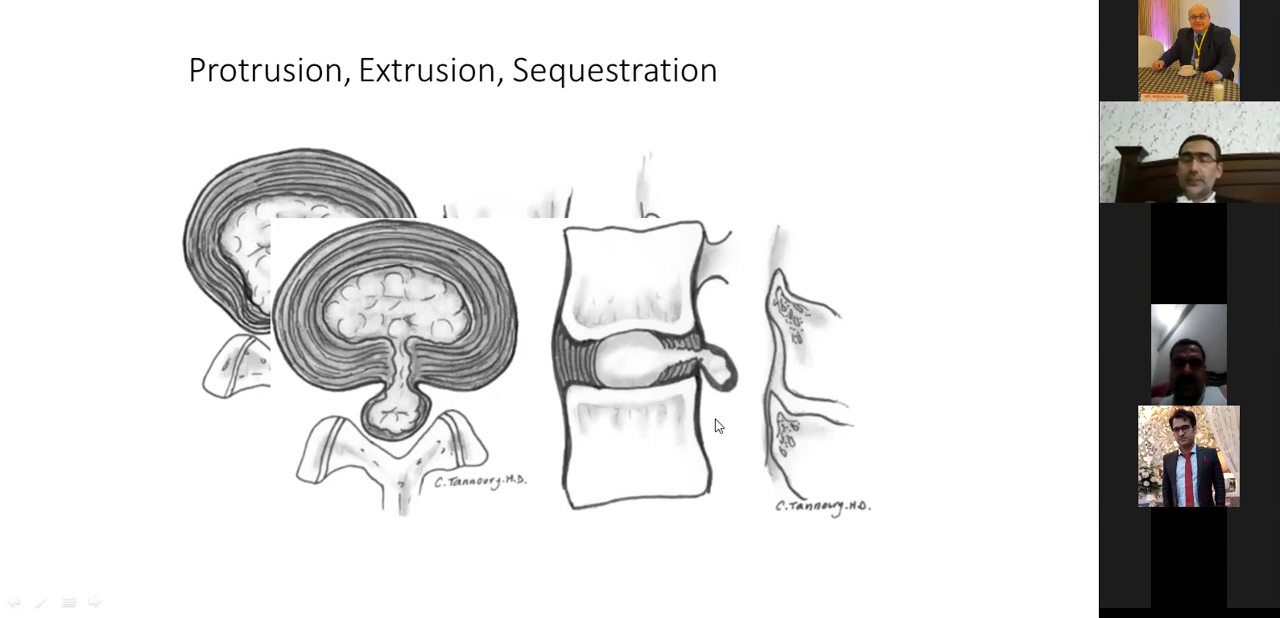 Protrusion, Extrusion, Sequestration
C. Tannoury. M.D.
C. Tannoury. M.D.